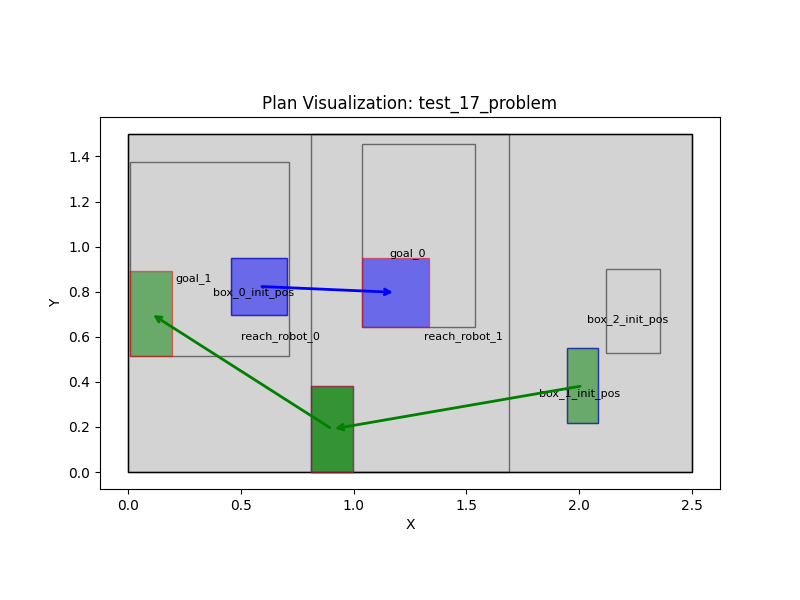 Plan Visualization: test_17_problem
1.4
1.2
1.0
0.8
0.6
0.4
0.2
0.0
Y
goal_0
goal_1
box_0_init_pos
reach_robot_0
reach_robot_1
box_2_init_pos
box_1_init_pos
0.0 0.5 1.0 1.5 2.0 2.5
X